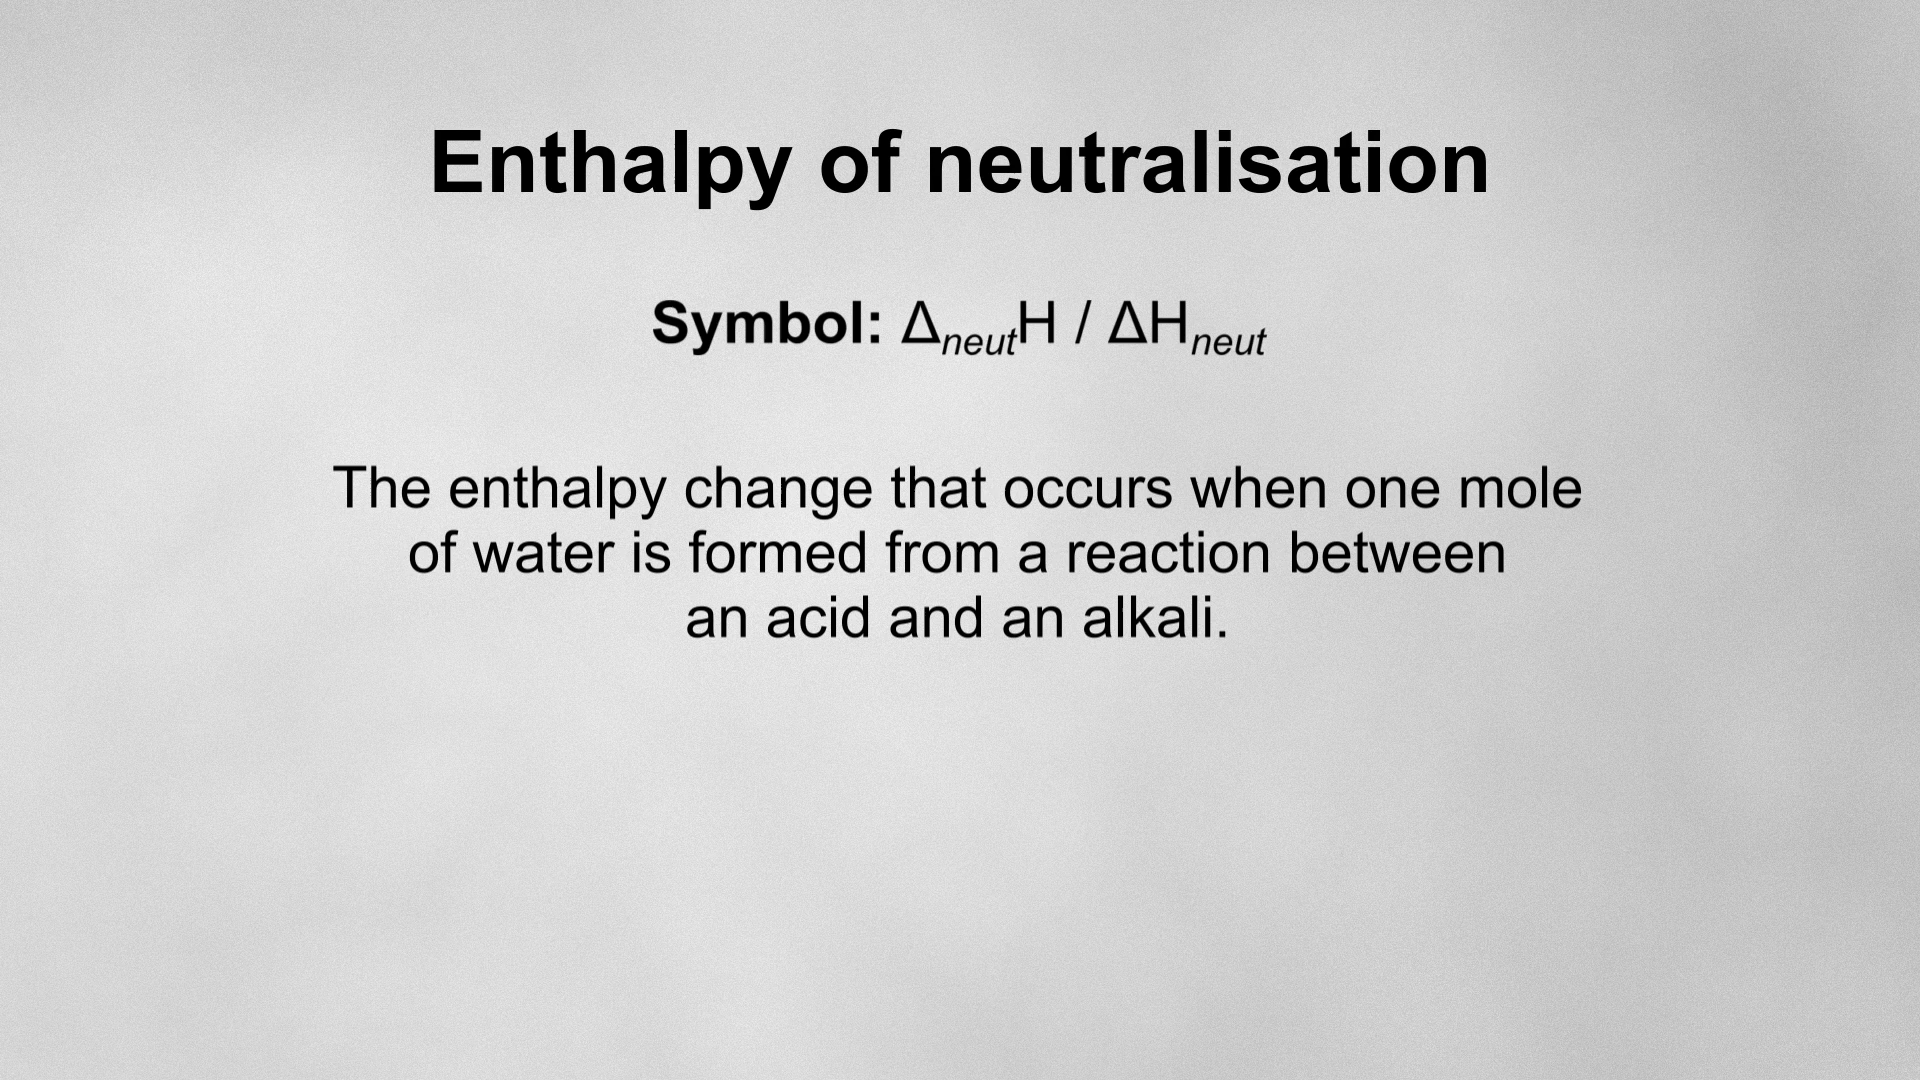 Enthalpy of neutralisation
Symbol: ΔneutH / ΔHneut
The enthalpy change that occurs when one mole
of water is formed from a reaction between
an acid and an alkali.